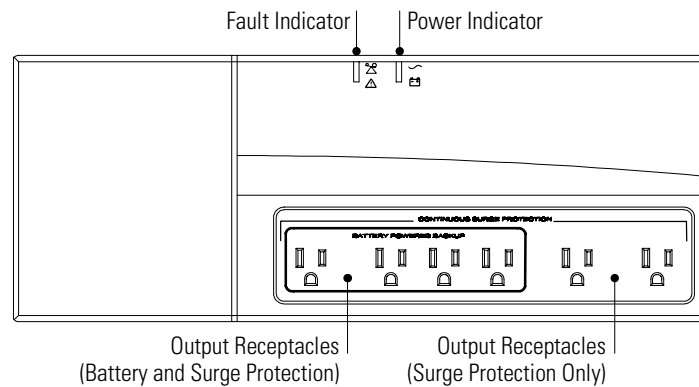 Fault Indicator
Power Indicator
CONTINUOUS SURGE PROTECTION
BATTERY POWERED BACKUP
Output Receptacles
(Battery and Surge Protection)
Output Receptacles
(Surge Protection Only)